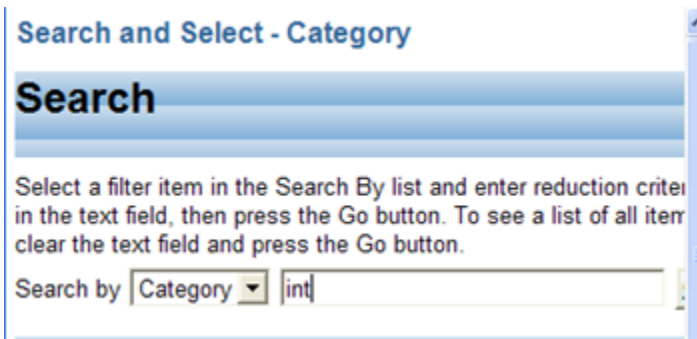 Search and Select - Category
Search
Select a filter item in the Search By list and enter reduction criter
in the text field, then press the Go button. To see a list of all item
clear the text field and press the Go button.
Search by Category int